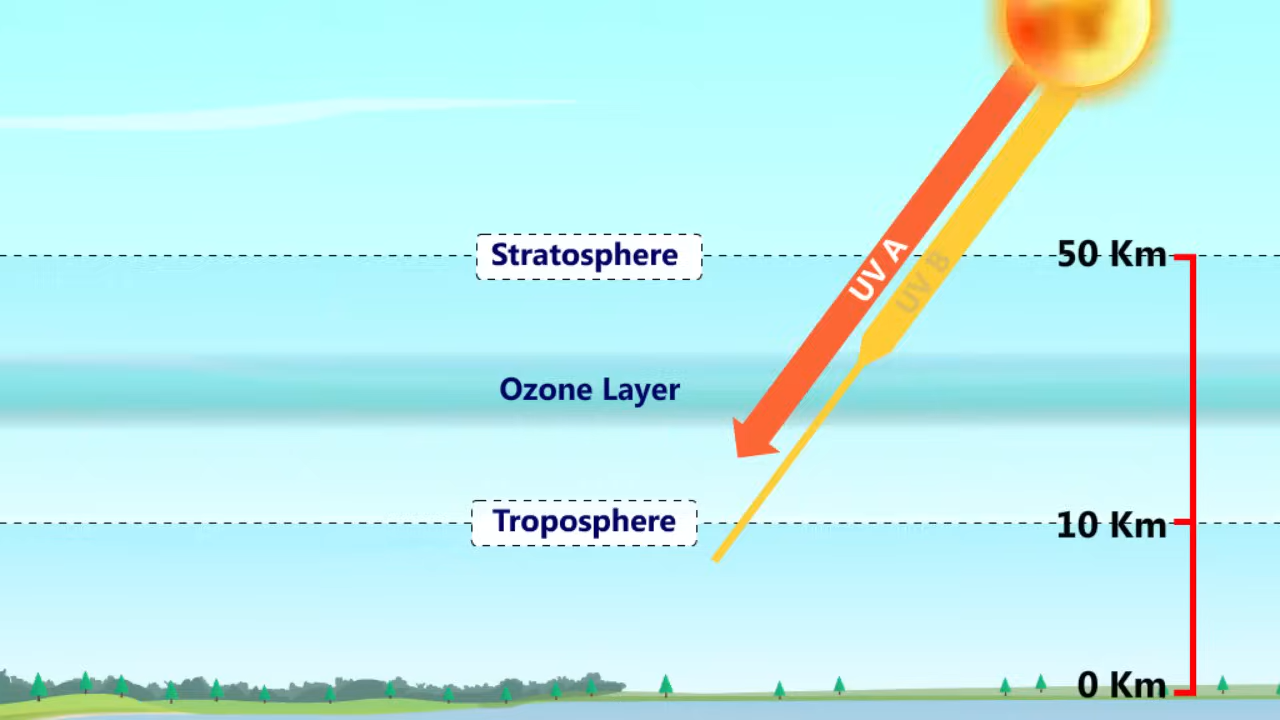 Stratosphere
50 Km
UV A
UV B
Ozone Layer
Troposphere
10 Km
0 Km